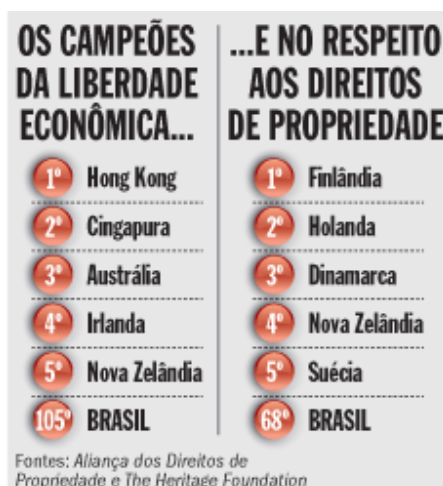 OS CAMPEÕES
DA LIBERDADE
ECONÔMICA...
1º Hong Kong
2º Cingapura
3º Austrália
4º Irlanda
5º Nova Zelândia
105º BRASIL
...E NO RESPEITO
AOS DIREITOS
DE PROPRIEDADE
1º Finlândia
2º Holanda
3º Dinamarca
4º Nova Zelândia
5º Suécia
68º BRASIL
Fontes: Aliança dos Direitos de
Propriedade e The Heritage Foundation